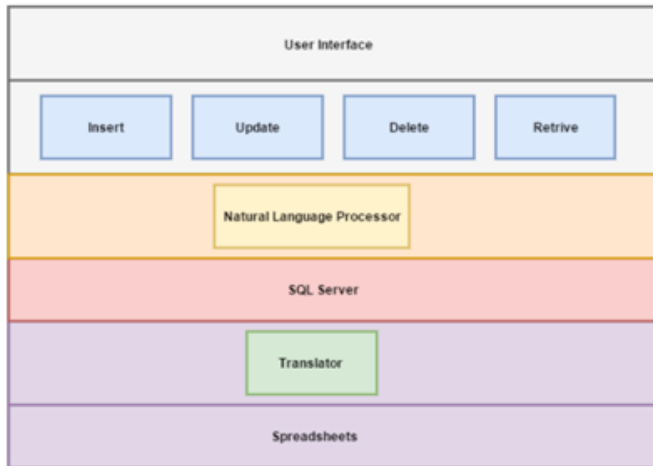 User Interface
Insert Update Delete Retrive
Natural Language Processor
SQL Server
Translator
Spreadsheets